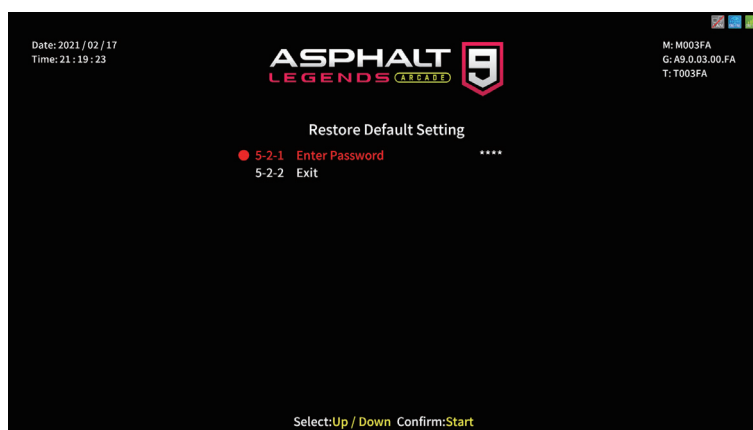 Date: 2021 / 02 / 17
Time: 21 : 19 : 23
ASPHALT 9
LEGENDS ARCADE
M: M003FA
G: A9.0.03.00.FA
T: T003FA
Restore Default Setting
5-2-1 Enter Password ****
5-2-2 Exit
Select:Up / Down Confirm:Start